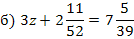 б) 3z + 2 11/52 = 7 5/39